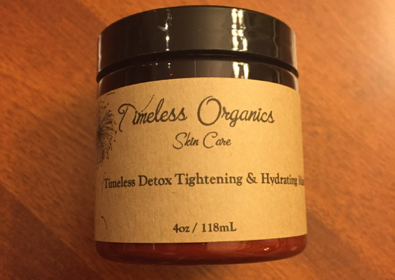 Timeless Organics
Skin Care
Timeless Detox Tightening & Hydrating
4oz / 118mL